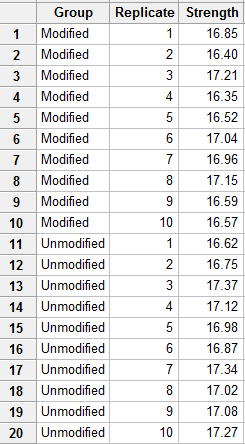 Group Replicate Strength
1 Modified 1 16.85
2 Modified 2 16.40
3 Modified 3 17.21
4 Modified 4 16.35
5 Modified 5 16.52
6 Modified 6 17.04
7 Modified 7 16.96
8 Modified 8 17.15
9 Modified 9 16.59
10 Modified 10 16.57
11 Unmodified 1 16.62
12 Unmodified 2 16.75
13 Unmodified 3 17.37
14 Unmodified 4 17.12
15 Unmodified 5 16.98
16 Unmodified 6 16.87
17 Unmodified 7 17.34
18 Unmodified 8 17.02
19 Unmodified 9 17.08
20 Unmodified 10 17.27